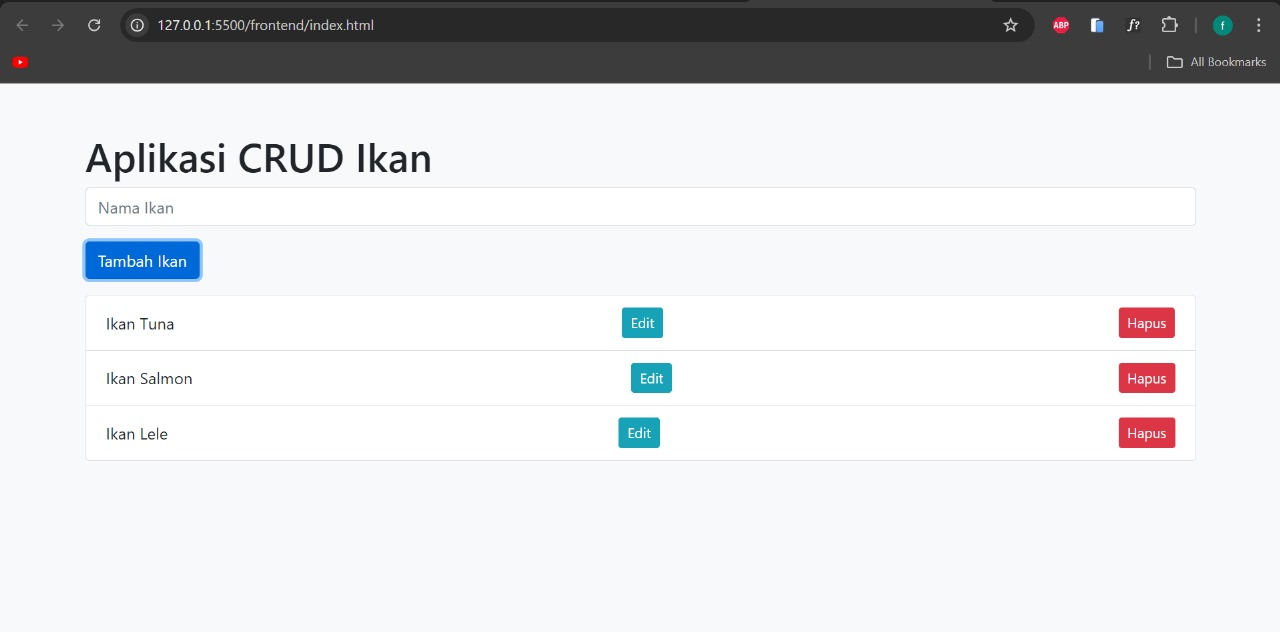 127.0.0.1:5500/frontend/index.html
ABP
f?
f
All Bookmarks
Aplikasi CRUD Ikan
Nama Ikan
Tambah Ikan
Ikan Tuna Edit Hapus
Ikan Salmon Edit Hapus
Ikan Lele Edit Hapus